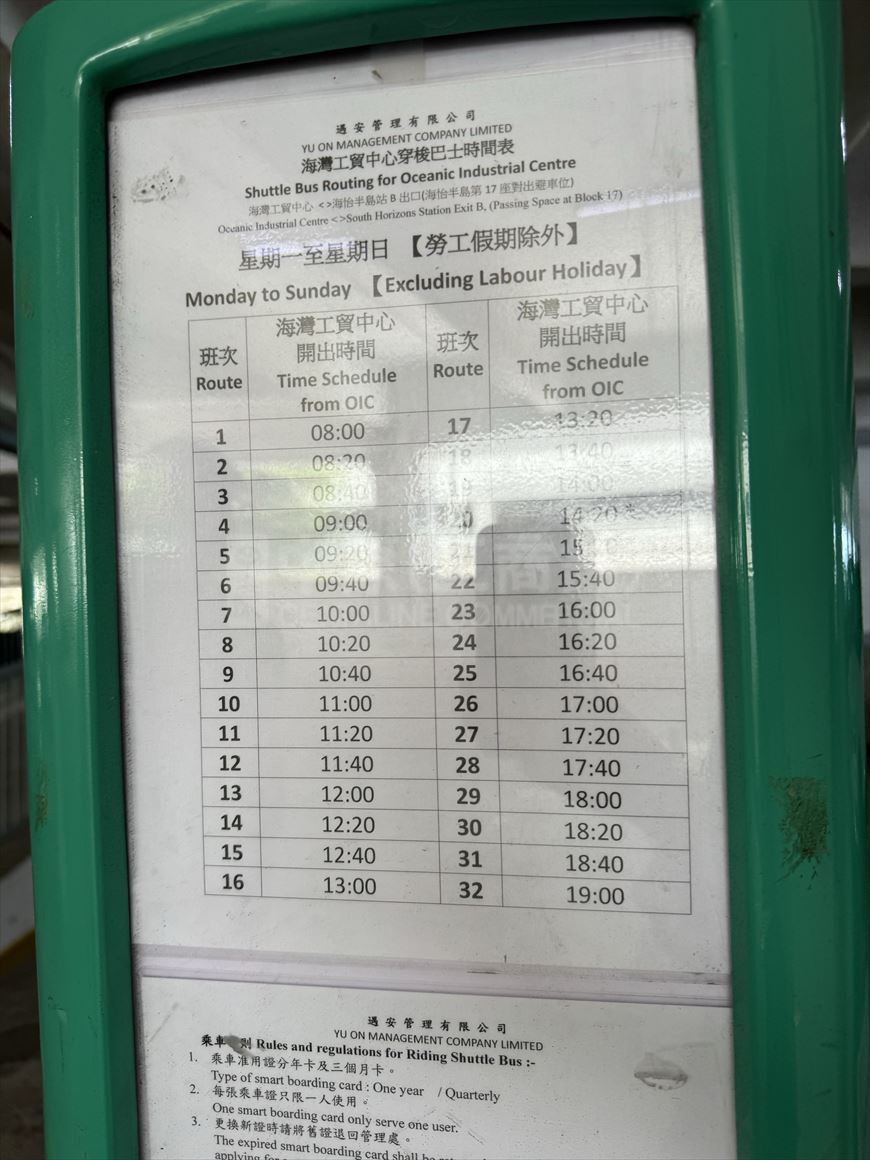 遇安管理有限公司
YU ON MANAGEMENT COMPANY LIMITED
海灣工貿中心穿梭巴士時間表
Shuttle Bus Routing for Oceanic Industrial Centre
海灣工貿中心 <>海怡半島站 B 出口(海怡半島第 17 座對出避車位)
Oceanic Industrial Centre <>South Horizons Station Exit B, (Passing Space at Block 17)
星期一至星期日 【勞工假期除外】
Monday to Sunday 【Excluding Labour Holiday】
班次 Route 海灣工貿中心 開出時間 Time Schedule from OIC 班次 Route 海灣工貿中心 開出時間 Time Schedule from OIC
1 08:00 17 13:20
2 08:20 18 13:40
3 08:40 19 14:00
4 09:00 14:20 *
5 09:20 21
6 09:40 22 15:40
7 10:00 23 16:00
8 10:20 24 16:20
9 10:40 25 16:40
10 11:00 26 17:00
11 11:20 27 17:20
12 11:40 28 17:40
13 12:00 29 18:00
14 12:20 30 18:20
15 12:40 31 18:40
16 13:00 32 19:00
遇安管理有限公司
YU ON MANAGEMENT COMPANY LIMITED
乘車 則 Rules and regulations for Riding Shuttle Bus :-
1. 乘車准用證分年卡及三個月卡。
Type of smart boarding card : One year / Quarterly
2. 每張乘車證只限一人使用。
One smart boarding card only serve one user.
3. 更換新證時請將舊證退回管理處。
The expired smart boarding card shall be
applying for